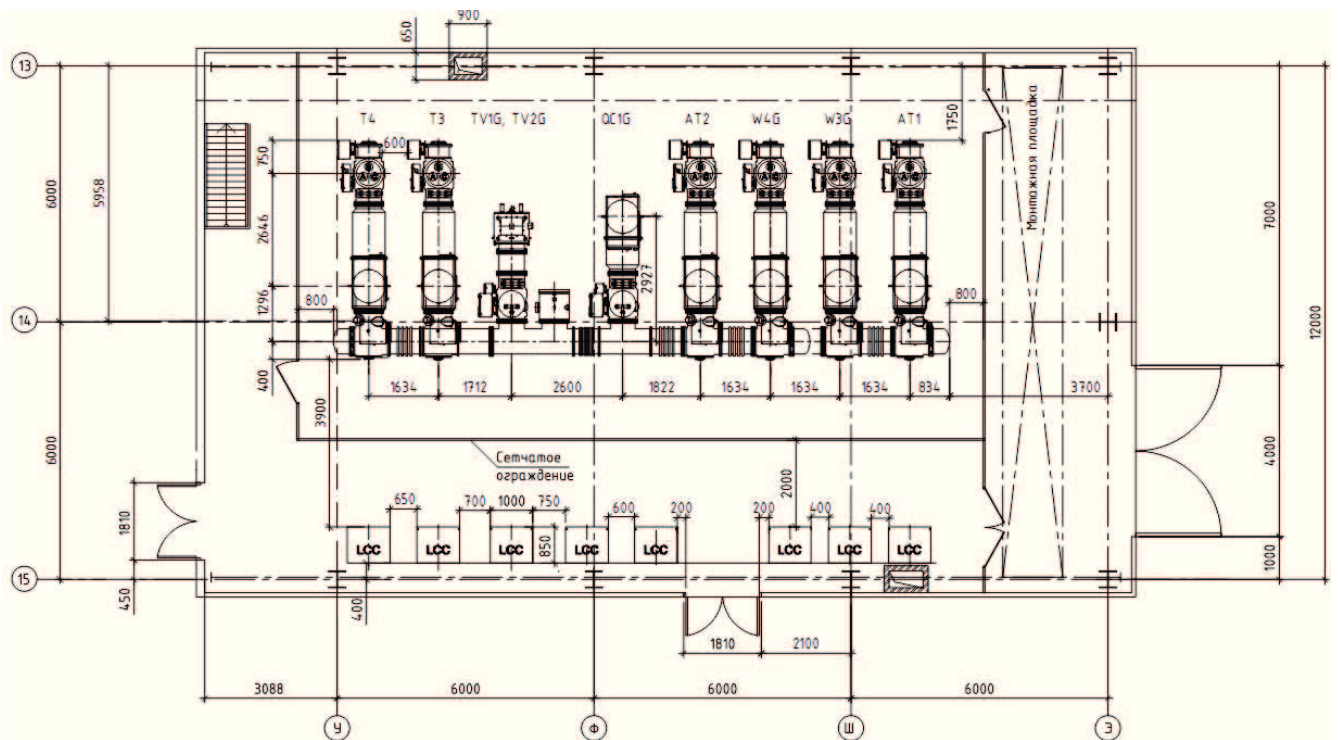 900
650
13
T4
T3
TV1G, TV2G
QC1G
AT2
W4G
W3G
AT1
1750
Монтажная площадка
600
750
6000
5958
2646
2927
7000
1296
800
800
14
12000
400
1634
1712
2600
1822
1634
1634
1634
834
3700
3900
Сетчатое
ограждение
2000
4000
6000
650
700
1000
750
600
200
200
400
400
1810
LCC
LCC
LCC
850
LCC
LCC
LCC
LCC
LCC
1000
15
450
400
1810
2100
3088
6000
6000
6000
У
Ф
Ш
З